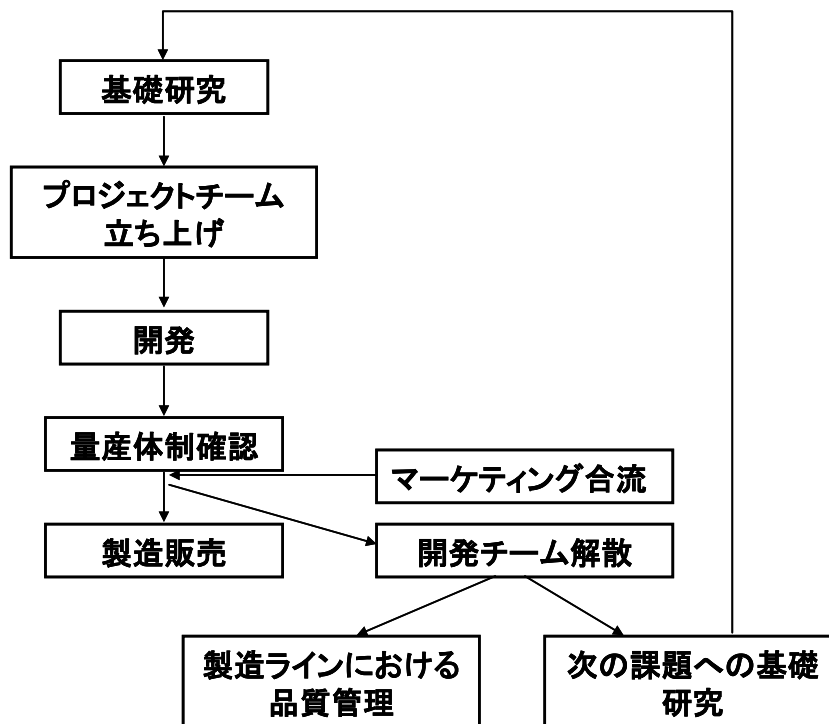 基礎研究
プロジェクトチーム
立ち上げ
開発
量産体制確認
マーケティング合流
製造販売
開発チーム解散
製造ラインにおける
品質管理
次の課題への基礎
研究